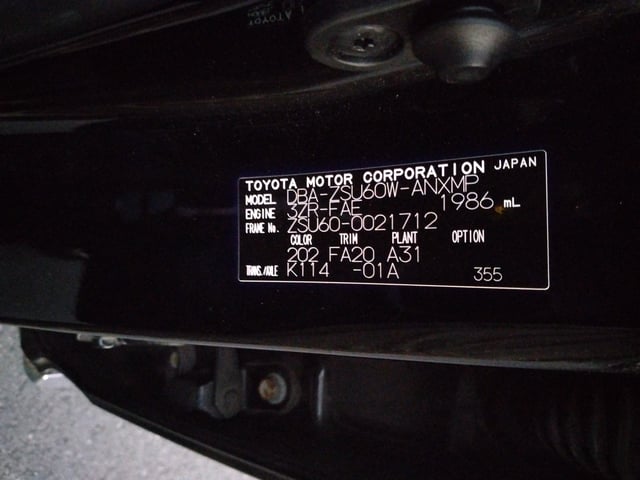 TOYOTA MOTOR CORPORATION JAPAN
MODEL DBA-ZSU60W-ANXMP
ENGINE 3ZR-FAE 1986 mL
FRAME No. ZSU60-0021712
COLOR TRIM PLANT OPTION
202 FA20 A31
TRANS./AXLE K114 -01A 355